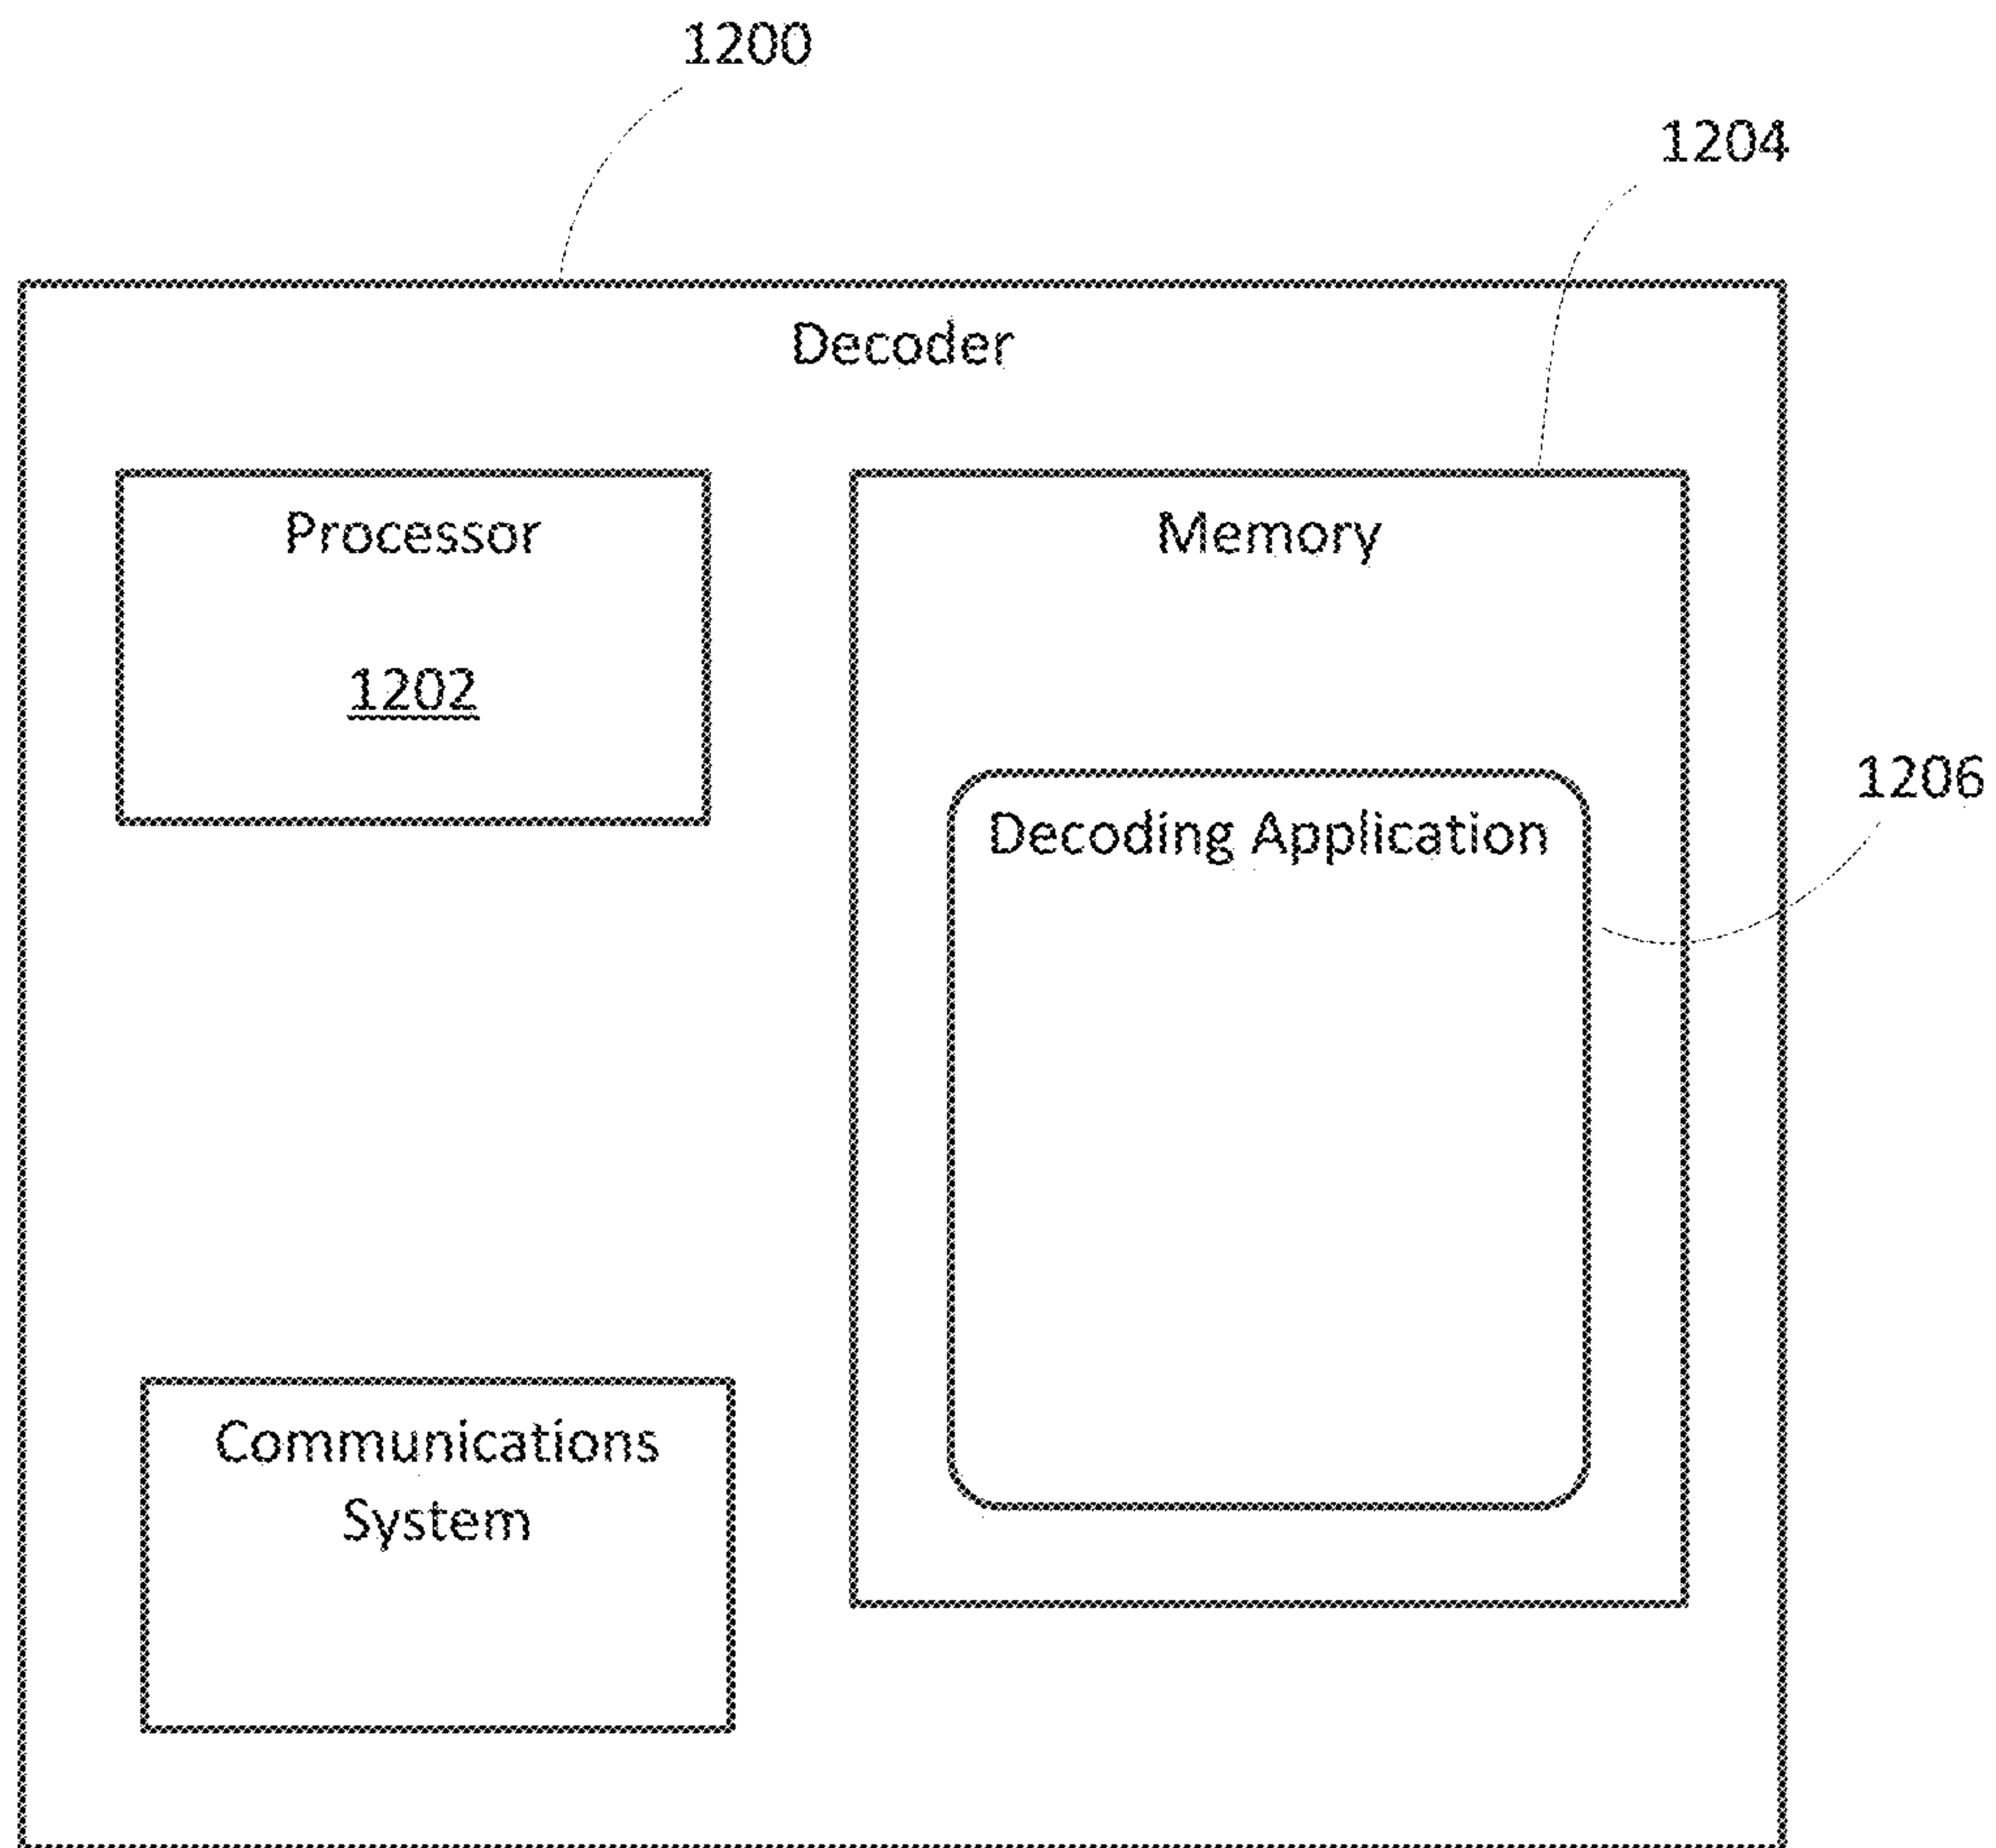 1200
1204
Decoder
Processor
Memory
1202
1206
Decoding Application
Communications
System